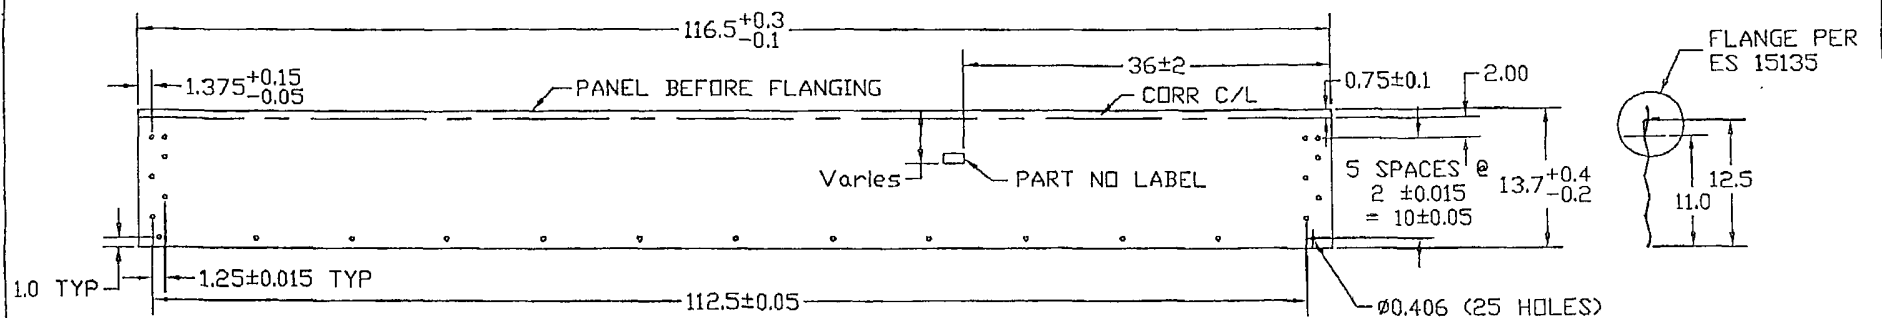 116.5+0.3
-0.1
FLANGE PER
ES 15135
36±2
1.375+0.15
-0.05
PANEL BEFORE FLANGING
CORR C/L
0.75±0.1
2.00
Varies
PART NO LABEL
5 SPACES @
2 ±0.015
= 10±0.05
13.7+0.4
-0.2
11.0
12.5
1.0 TYP
1.25±0.015 TYP
112.5±0.05
ø0.406 (25 HOLES)